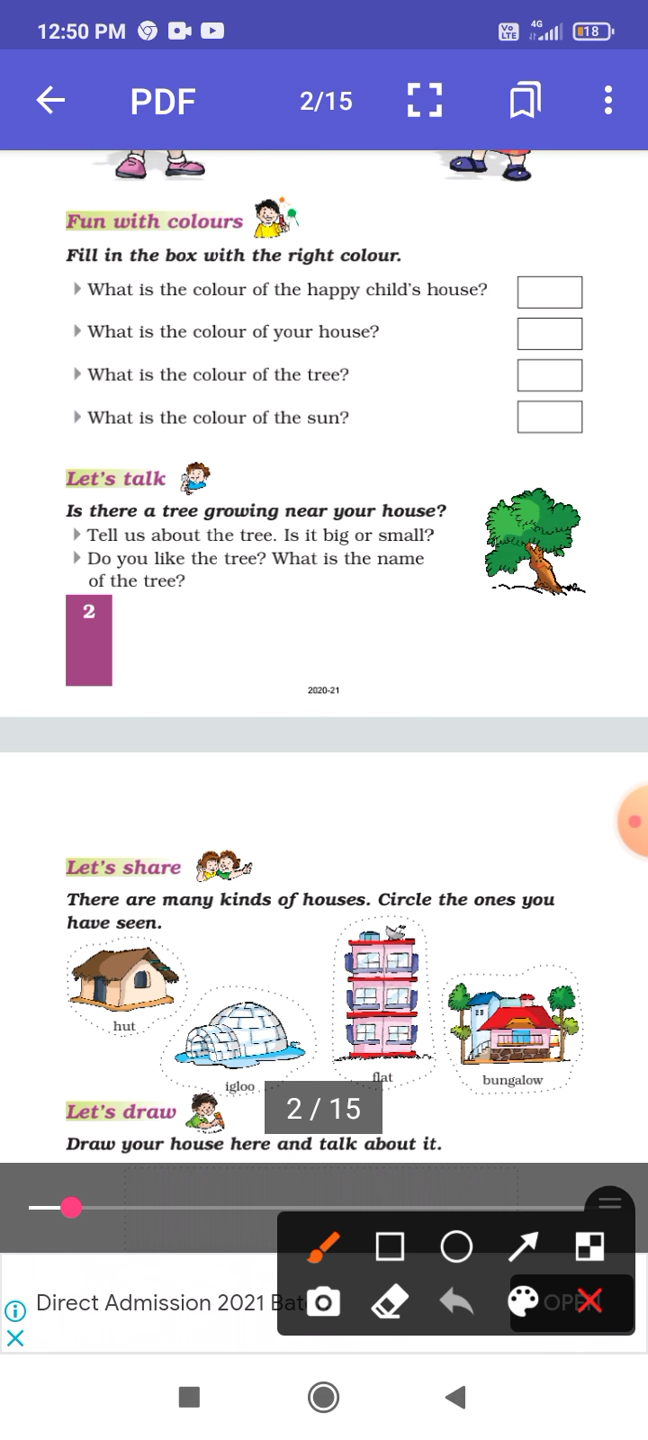 12:50 PM
Vo LTE
4G
18
PDF
2/15
Fun with colours
Fill in the box with the right colour.
What is the colour of the happy child's house?
What is the colour of your house?
What is the colour of the tree?
What is the colour of the sun?
Let's talk
Is there a tree growing near your house?
Tell us about the tree. Is it big or small?
Do you like the tree? What is the name
of the tree?
2
2020-21
Let's share
There are many kinds of houses. Circle the ones you
have seen.
hut
igloo
flat
bungalow
2 / 15
Let's draw
Draw your house here and talk about it.
Direct Admission 2021